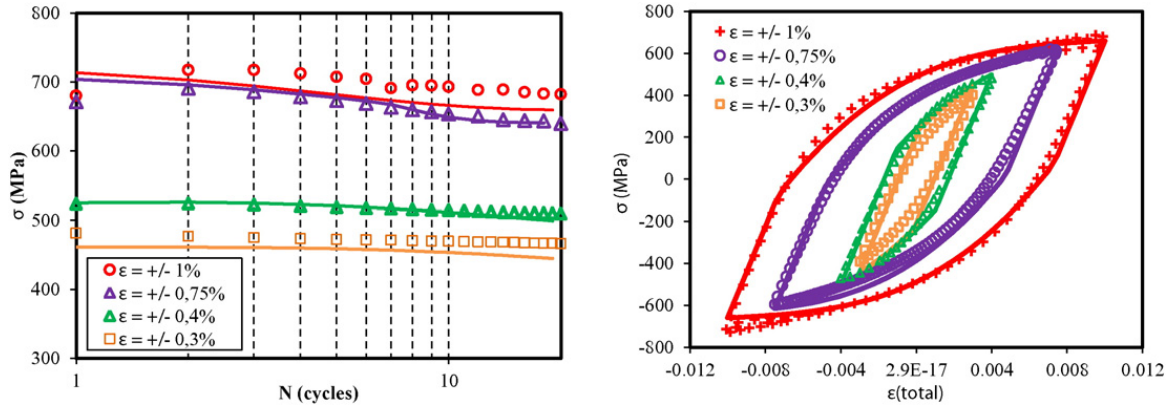 800
700
600
500
400
300
σ (MPa)
ε = +/- 1%
ε = +/- 0,75%
ε = +/- 0,4%
ε = +/- 0,3%
1
10
N (cycles)
800
600
400
200
0
-200
-400
-600
-800
σ (MPa)
ε = +/- 1%
ε = +/- 0,75%
ε = +/- 0,4%
ε = +/- 0,3%
-0.012 -0.008 -0.004 2.9E-17 0.004 0.008 0.012
ε(total)